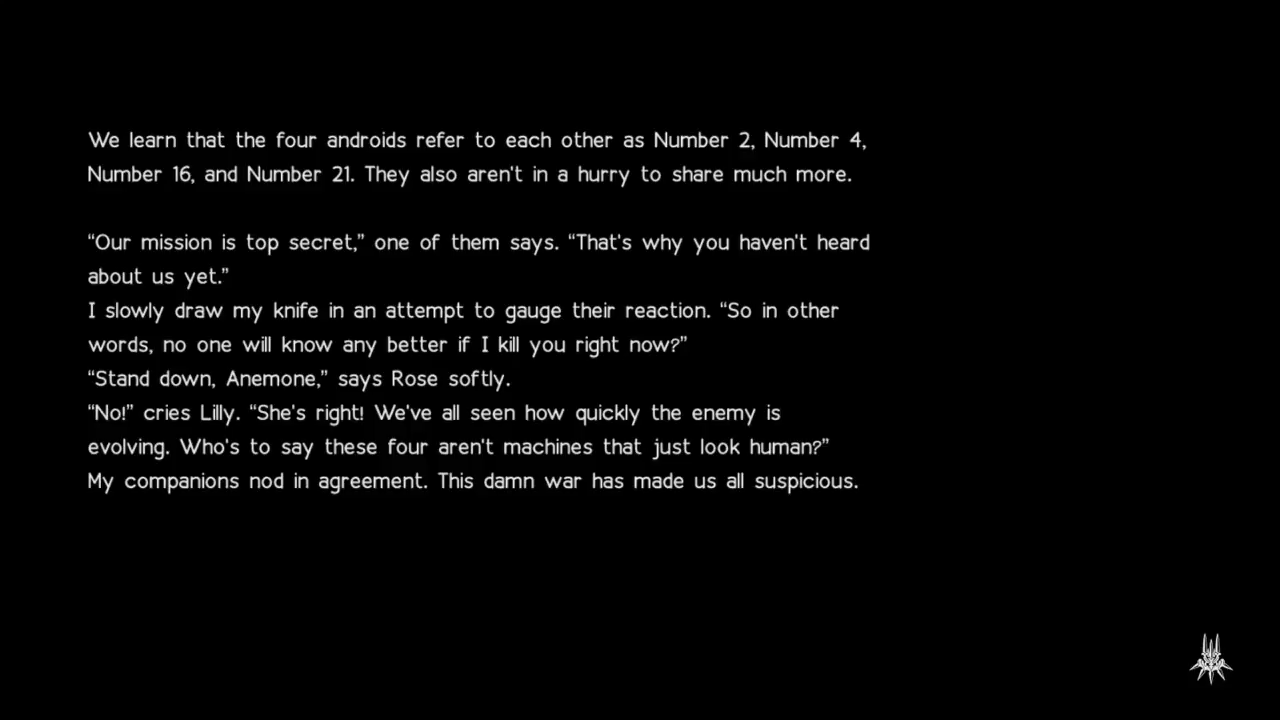 We learn that the four androids refer to each other as Number 2, Number 4,
Number 16, and Number 21. They also aren't in a hurry to share much more.
“Our mission is top secret,” one of them says. “That's why you haven't heard
about us yet.”
I slowly draw my knife in an attempt to gauge their reaction. “So in other
words, no one will know any better if I kill you right now?”
“Stand down, Anemone,” says Rose softly.
“No!” cries Lilly. “She's right! We've all seen how quickly the enemy is
evolving. Who's to say these four aren't machines that just look human?”
My companions nod in agreement. This damn war has made us all suspicious.